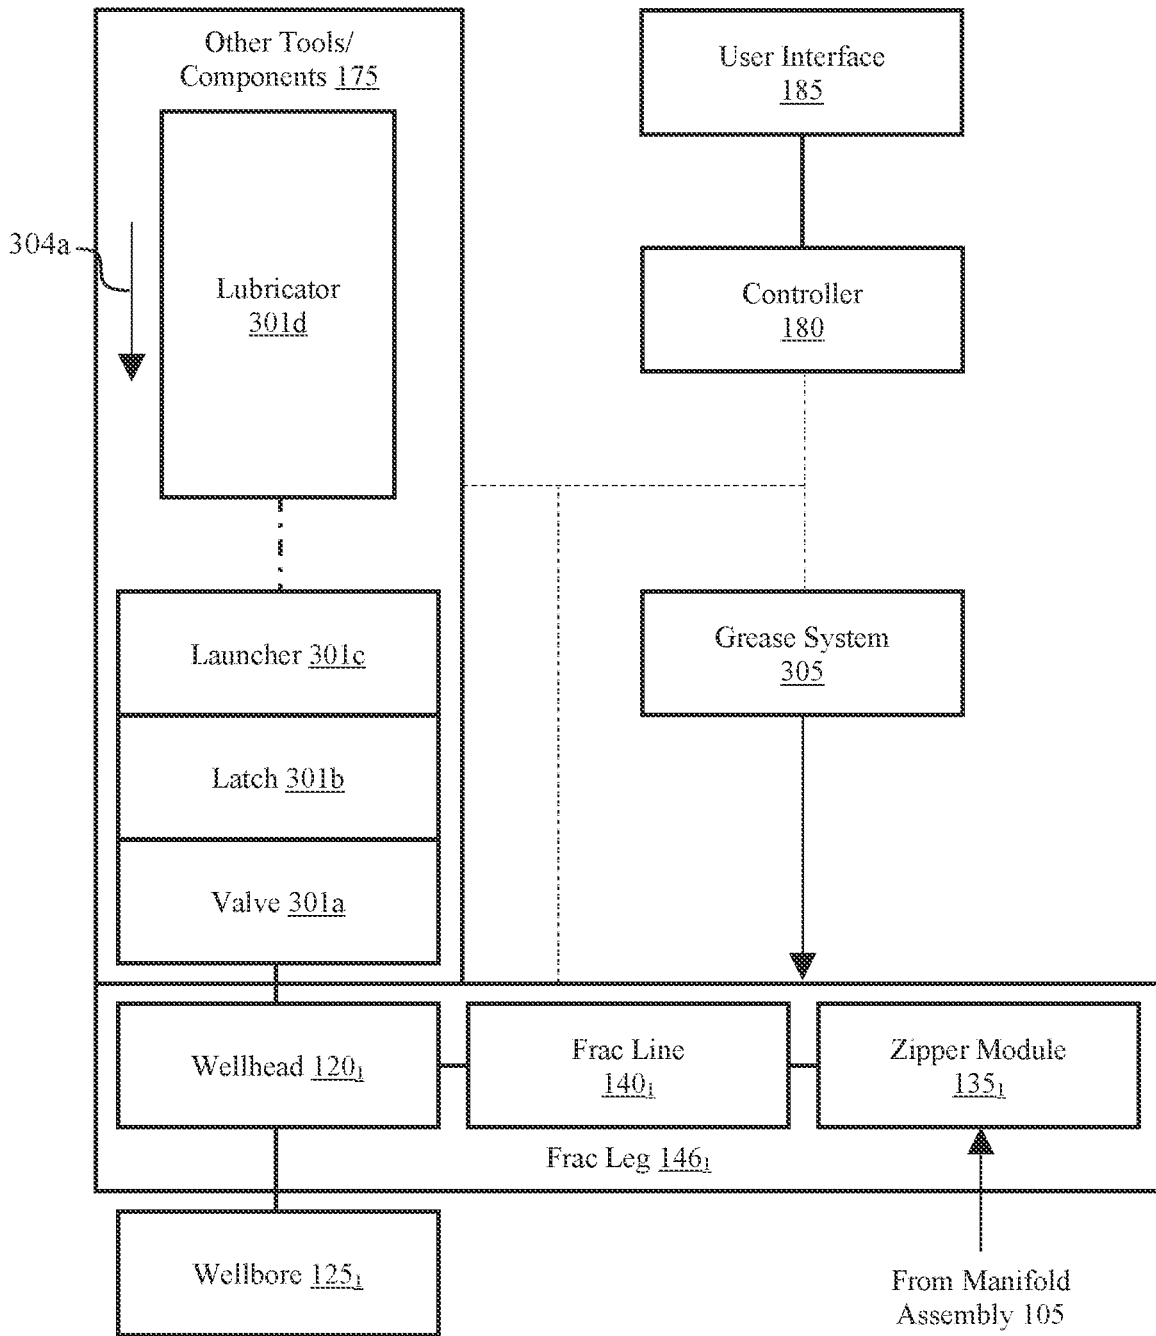 Other Tools/
Components 175
User Interface
185
304a
Lubricator
301d
Controller
180
Launcher 301c
Grease System
305
Latch 301b
Valve 301a
Wellhead 120₁
Frac Line
140₁
Zipper Module
135₁
Frac Leg 146₁
Wellbore 125₁
From Manifold
Assembly 105